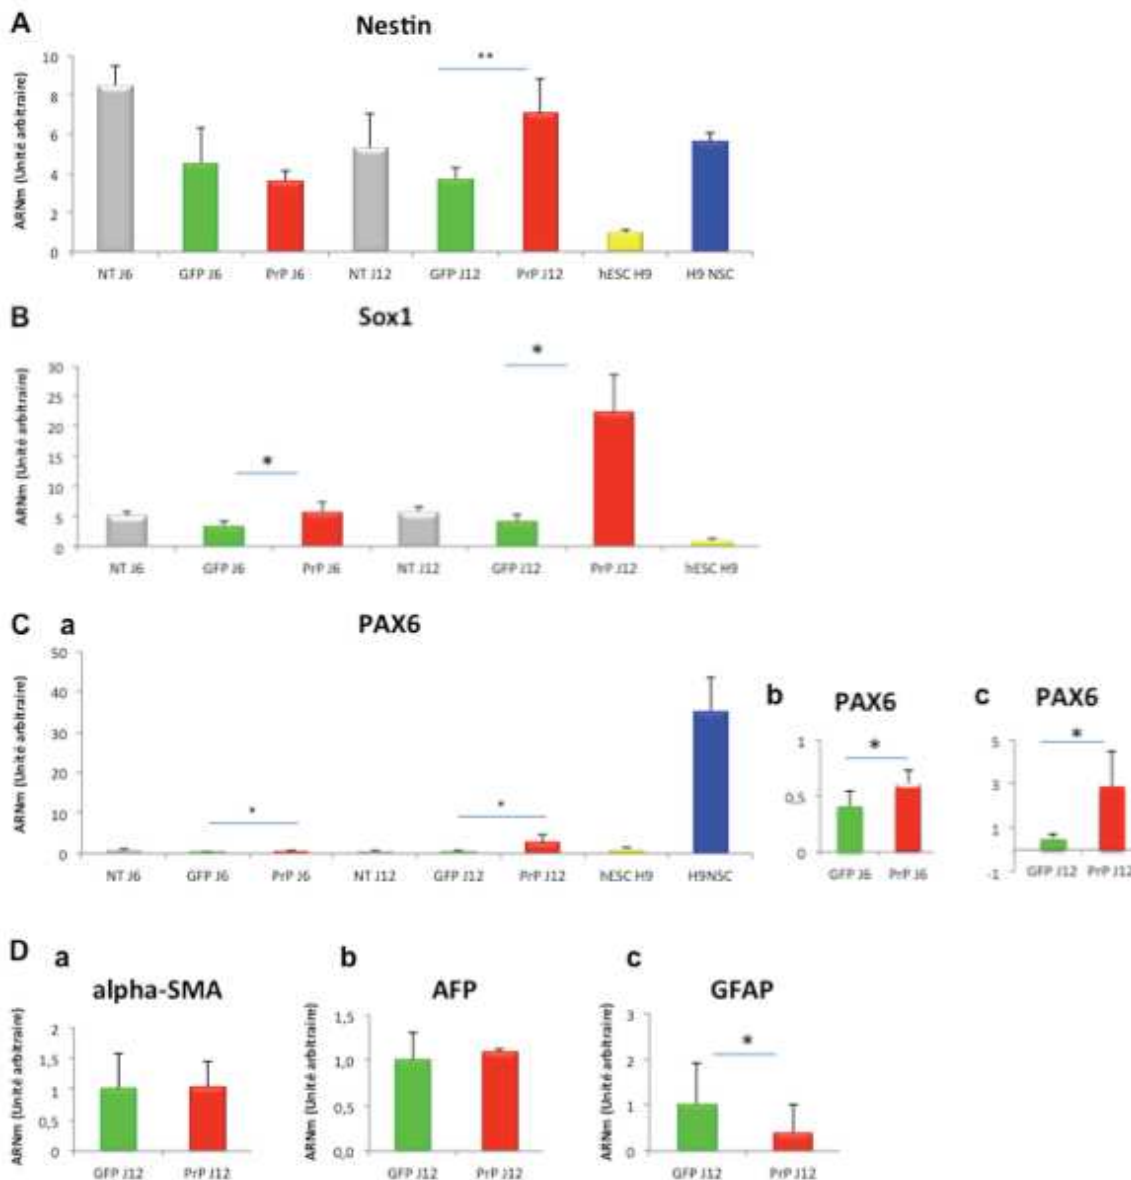 A
Nestin
ARNm (Unité arbitraire)
10
8
6
4
2
0
**
NT J6 GFP J6 PrP J6 NT J12 GFP J12 PrP J12 hESC H9 H9 NSC
B
Sox1
ARNm (Unité arbitraire)
30
25
20
15
10
5
0
*
*
NT J6 GFP J6 PrP J6 NT J12 GFP J12 PrP J12 hESC H9
C a
PAX6
ARNm (Unité arbitraire)
50
40
30
20
10
0
*
*
NT J6 GFP J6 PrP J6 NT J12 GFP J12 PrP J12 hESC H9 H9NSC
b
PAX6
1
0,5
0
*
GFP J6 PrP J6
c
PAX6
5
3
1
-1
*
GFP J12 PrP J12
D
a
alpha-SMA
ARNm (Unité arbitraire)
2
1,5
1
0,5
0
GFP J12 PrP J12
b
AFP
ARNm (Unité arbitraire)
1,5
1,0
0,5
0,0
GFP J12 PrP J12
c
GFAP
ARNm (Unité arbitraire)
3
2
1
0
*
GFP J12 PrP J12